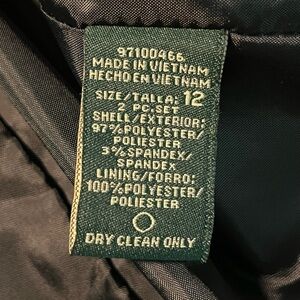 97100466
MADE IN VIETNAM
HECHO EN VIETNAM
SIZE/TALLA: 12
2 PC.SET
SHELL/EXTERIOR:
97%POLYESTER/
POLIESTER
3%SPANDEX/
SPANDEX
LINING/FORRO:
100%POLYESTER/
POLIESTER
DRY CLEAN ONLY